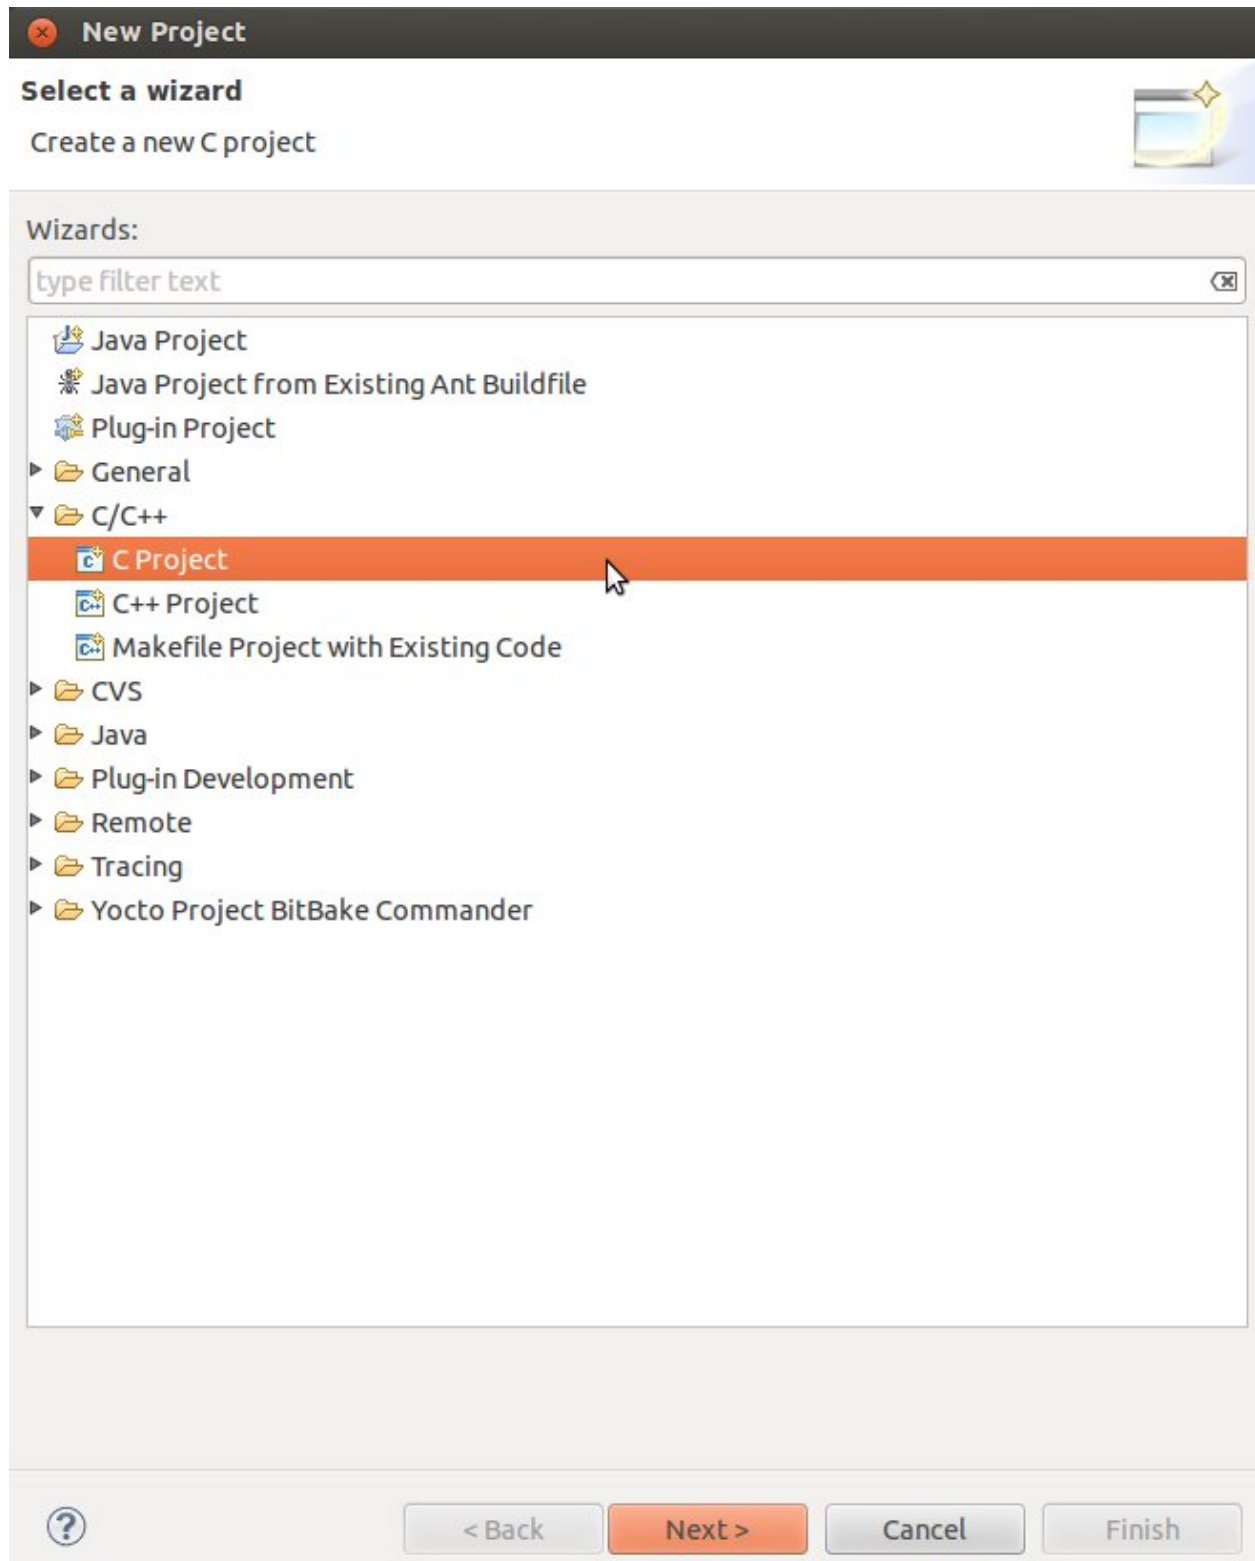 New Project
Select a wizard
Create a new C project
Wizards:
type filter text
Java Project
Java Project from Existing Ant Buildfile
Plug-in Project
General
C/C++
C Project
C++ Project
Makefile Project with Existing Code
CVS
Java
Plug-in Development
Remote
Tracing
Yocto Project BitBake Commander
< Back Next > Cancel Finish